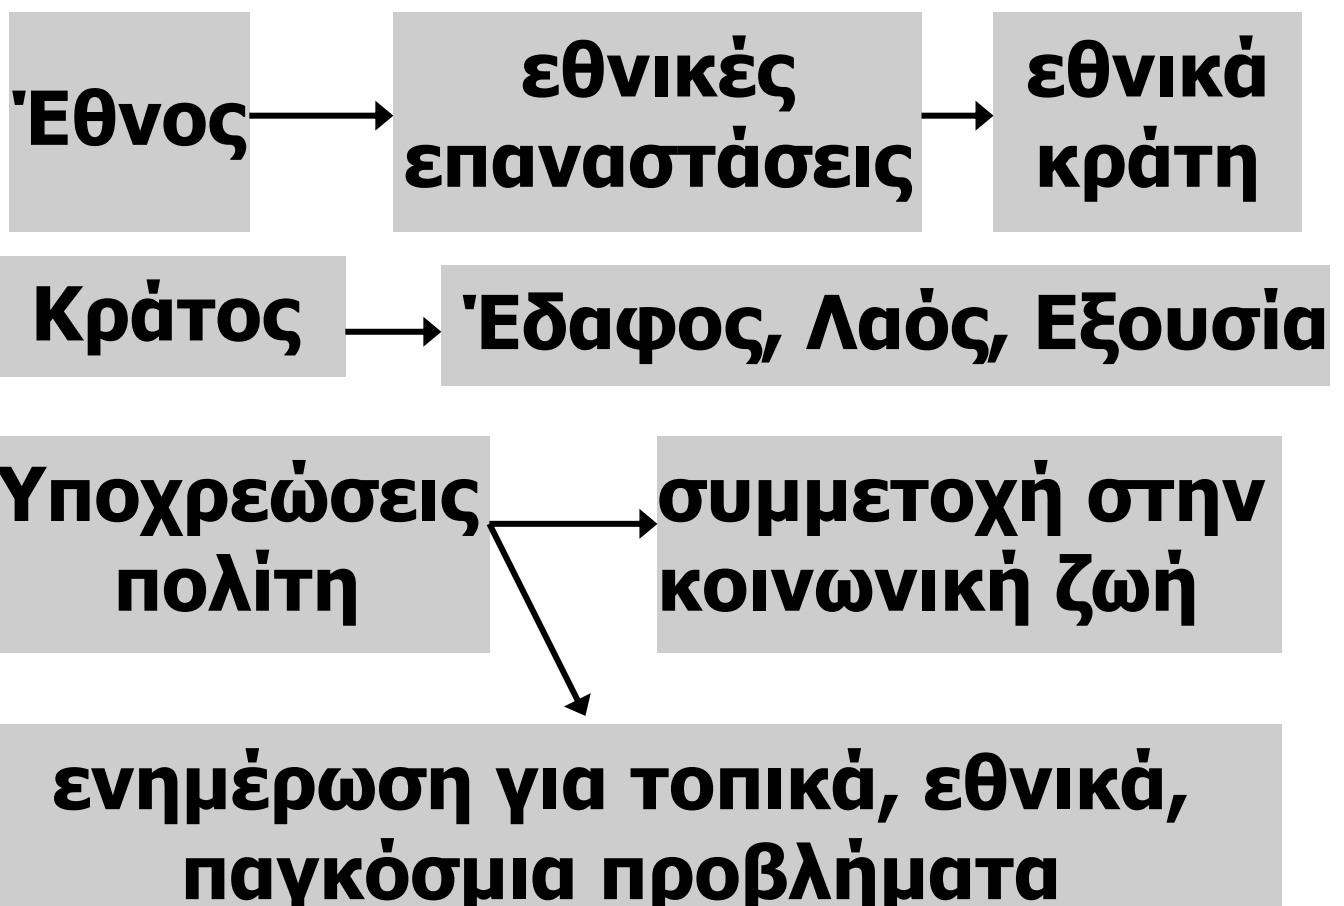 Έθνος
εθνικές
επαναστάσεις
εθνικά
κράτη
Κράτος
Έδαφος, Λαός, Εξουσία
Υποχρεώσεις
πολίτη
συμμετοχή στην
κοινωνική ζωή
ενημέρωση για τοπικά, εθνικά,
παγκόσμια προβλήματα